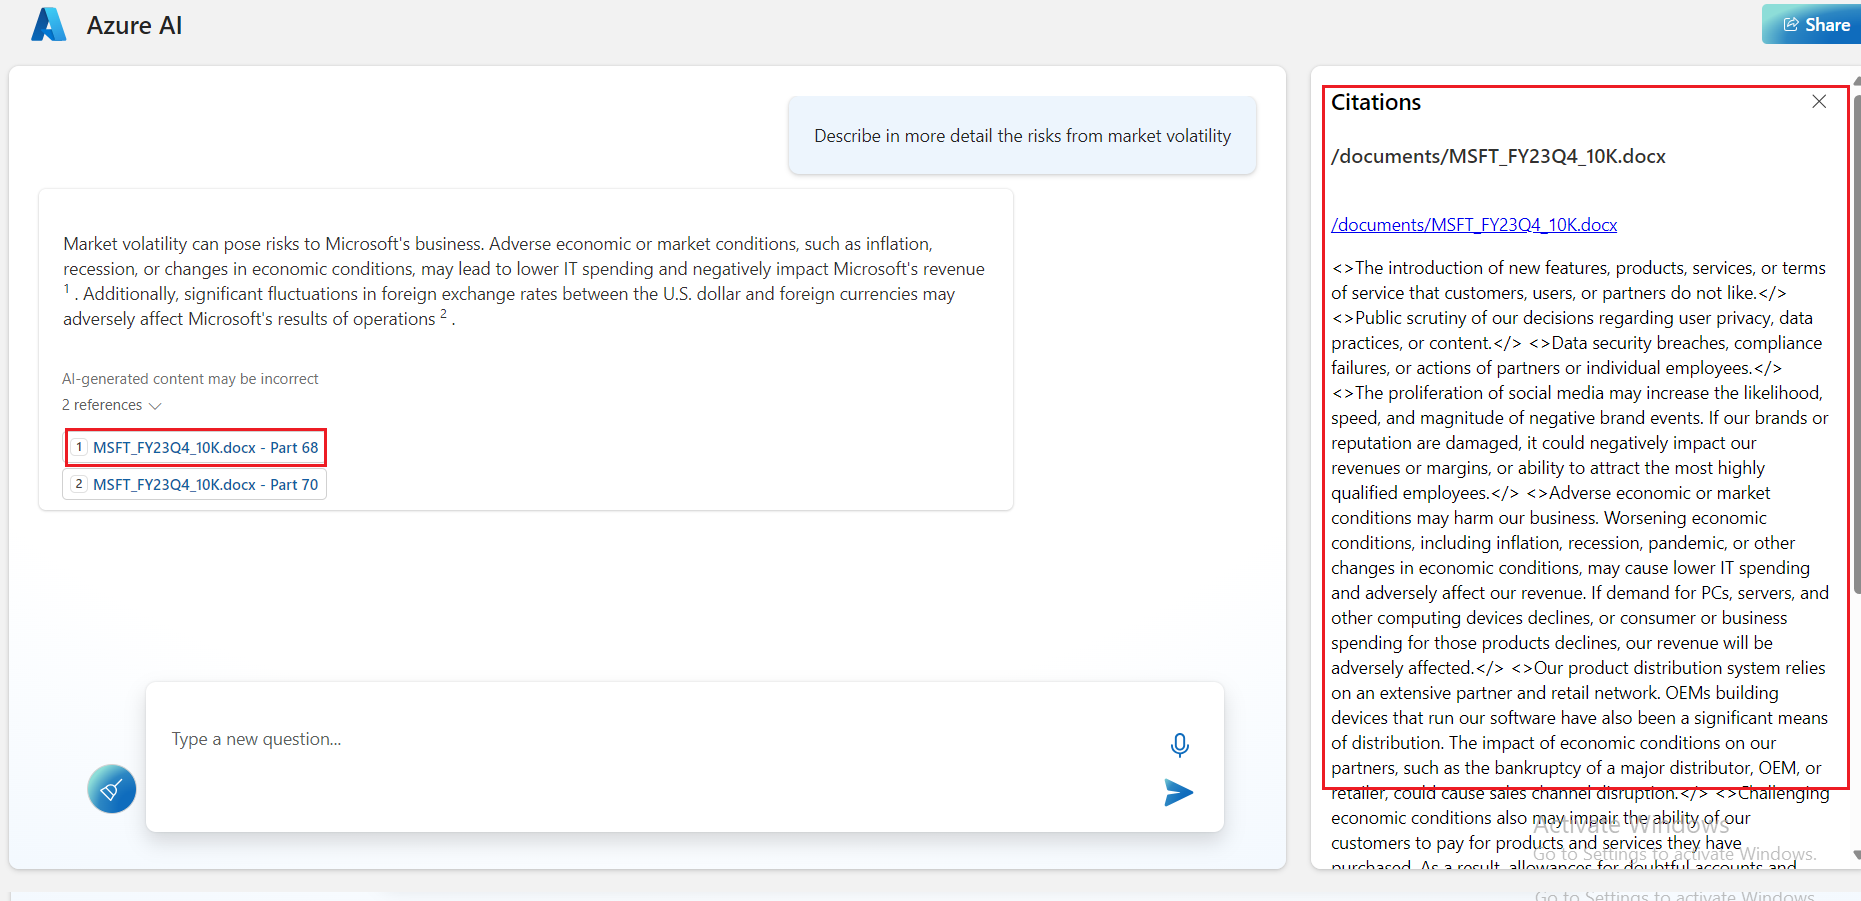 Azure AI
Share
Describe in more detail the risks from market volatility
Market volatility can pose risks to Microsoft's business. Adverse economic or market conditions, such as inflation,
recession, or changes in economic conditions, may lead to lower IT spending and negatively impact Microsoft's revenue
1 . Additionally, significant fluctuations in foreign exchange rates between the U.S. dollar and foreign currencies may
adversely affect Microsoft's results of operations 2 .
AI-generated content may be incorrect
2 references
1 MSFT_FY23Q4_10K.docx - Part 68
2 MSFT_FY23Q4_10K.docx - Part 70
Type a new question...
Citations
/documents/MSFT_FY23Q4_10K.docx
/documents/MSFT_FY23Q4_10K.docx
<>The introduction of new features, products, services, or terms
of service that customers, users, or partners do not like.</>
<>Public scrutiny of our decisions regarding user privacy, data
practices, or content.</> <>Data security breaches, compliance
failures, or actions of partners or individual employees.</>
<>The proliferation of social media may increase the likelihood,
speed, and magnitude of negative brand events. If our brands or
reputation are damaged, it could negatively impact our
revenues or margins, or ability to attract the most highly
qualified employees.</> <>Adverse economic or market
conditions may harm our business. Worsening economic
conditions, including inflation, recession, pandemic, or other
changes in economic conditions, may cause lower IT spending
and adversely affect our revenue. If demand for PCs, servers, and
other computing devices declines, or consumer or business
spending for those products declines, our revenue will be
adversely affected.</> <>Our product distribution system relies
on an extensive partner and retail network. OEMs building
devices that run our software have also been a significant means
of distribution. The impact of economic conditions on our
partners, such as the bankruptcy of a major distributor, OEM, or
retailer, could cause sales channel disruption.</> <>Challenging
economic conditions also may impair the ability of our
customers to pay for products and services they have
purchased. As a result, allowances for doubtful accounts and
Activate Windows
Go to Settings to activate Windows.
Go to Settings to activate Windows.